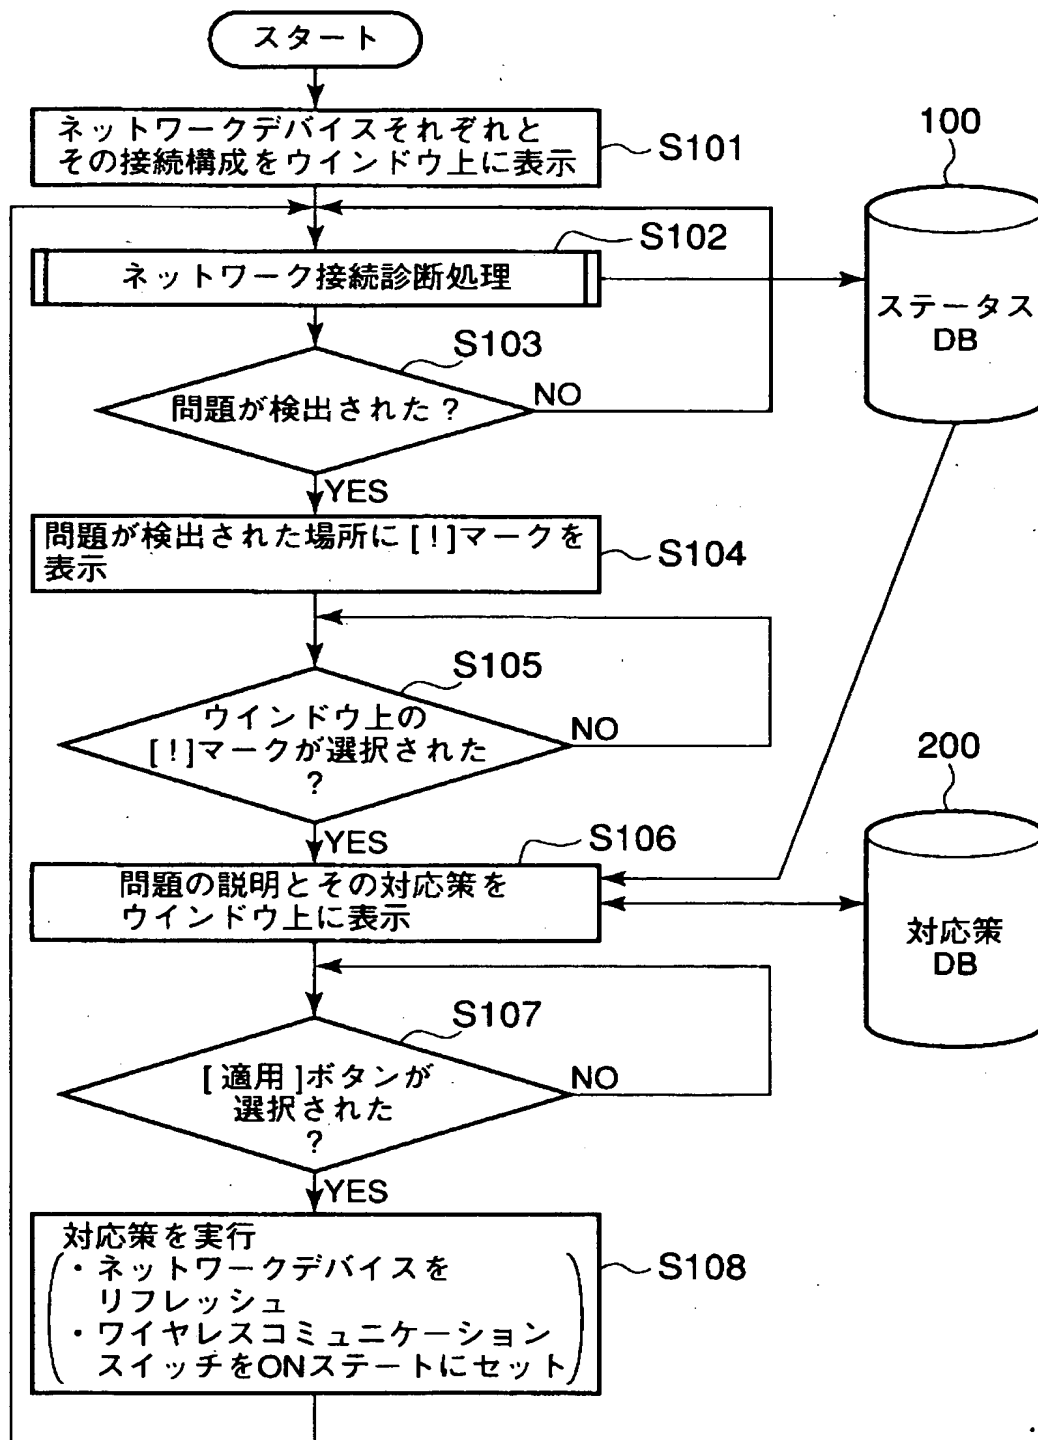 スタート
ネットワークデバイスそれぞれと
その接続構成をウインドウ上に表示
S101
100
S102
ネットワーク接続診断処理
ステータス
DB
S103
問題が検出された?
NO
YES
問題が検出された場所に[!]マークを
表示
S104
S105
ウインドウ上の
[!]マークが選択された
?
NO
YES
200
S106
問題の説明とその対応策を
ウインドウ上に表示
対応策
DB
S107
[適用]ボタンが
選択された
?
NO
YES
対応策を実行
・ネットワークデバイスを
リフレッシュ
・ワイヤレスコミュニケーション
スイッチをONステートにセット
S108